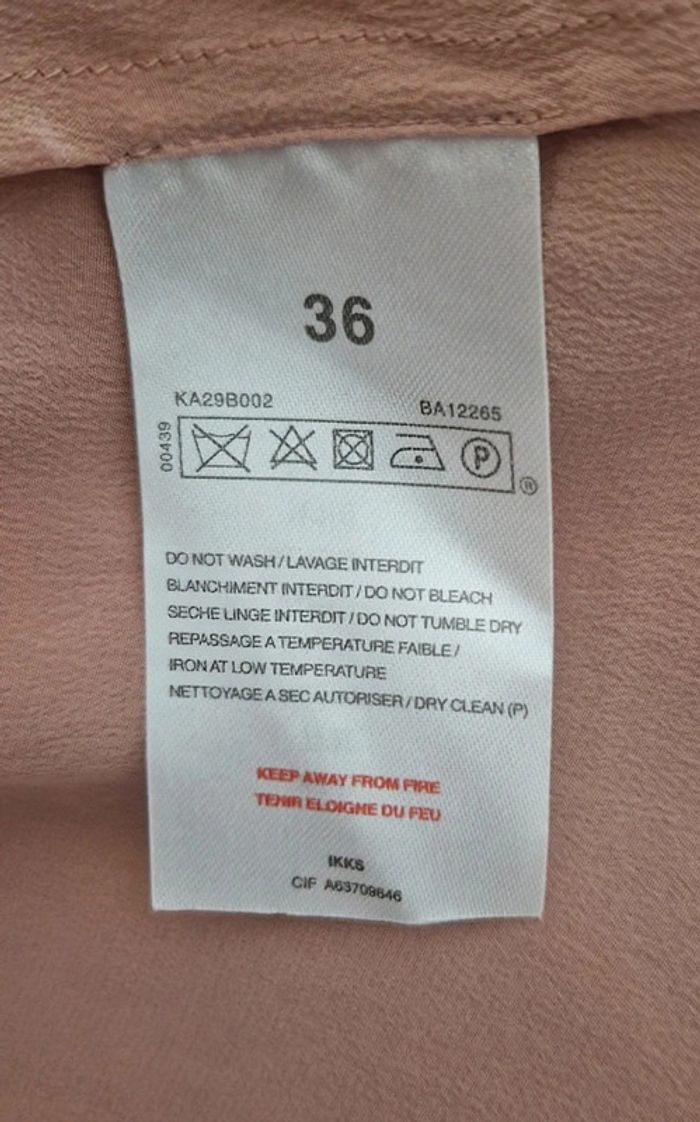 36
KA29B002 BA12265
00439
P
®
DO NOT WASH / LAVAGE INTERDIT
BLANCHIMENT INTERDIT / DO NOT BLEACH
SECHE LINGE INTERDIT / DO NOT TUMBLE DRY
REPASSAGE A TEMPERATURE FAIBLE /
IRON AT LOW TEMPERATURE
NETTOYAGE A SEC AUTORISER / DRY CLEAN (P)
KEEP AWAY FROM FIRE
TENIR ELOIGNE DU FEU
IKKS
CIF A63709646